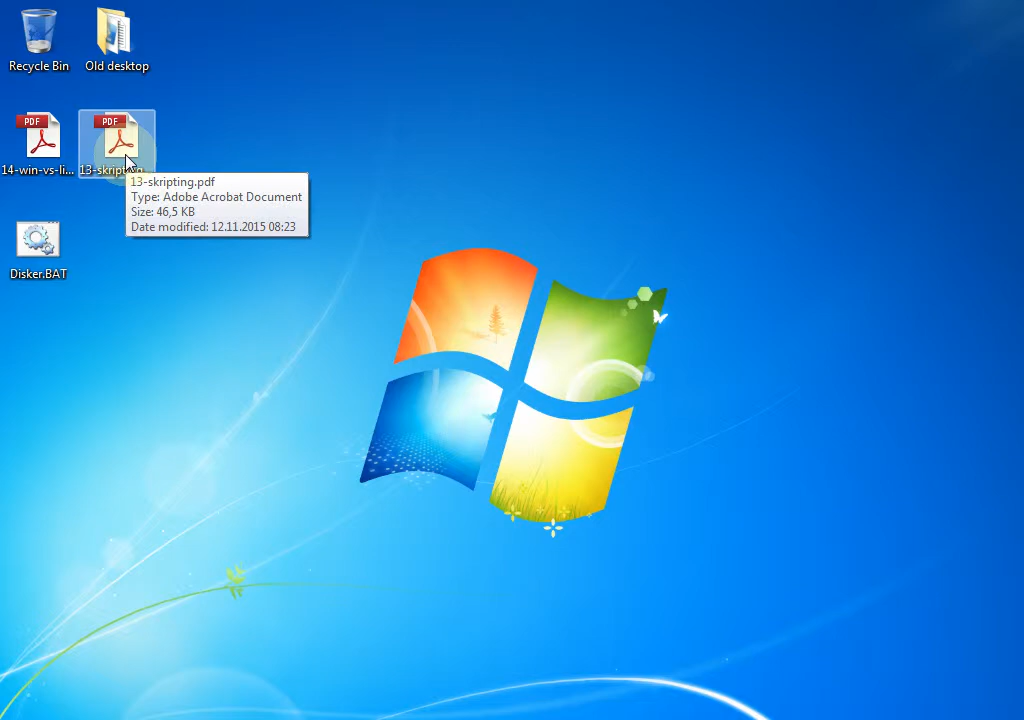 Recycle Bin
Old desktop
PDF
PDF
14-win-vs-li...
13-skripting...
13-skripting.pdf
Type: Adobe Acrobat Document
Size: 46,5 KB
Date modified: 12.11.2015 08:23
Disker.BAT